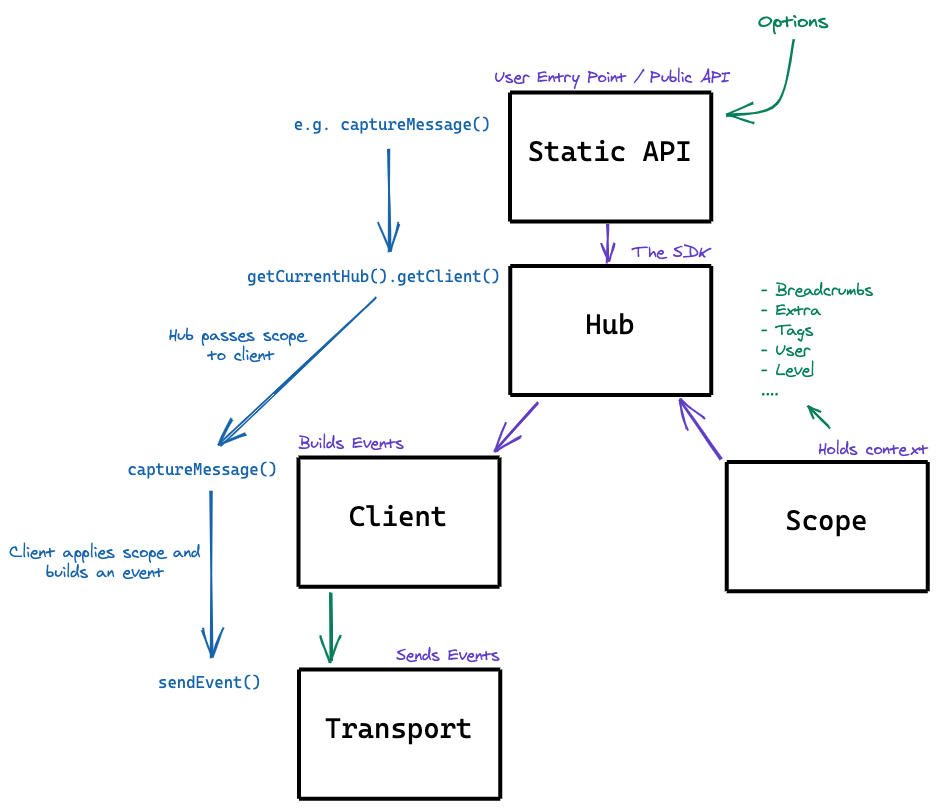 Options
User Entry Point / Public API
e.g. captureMessage()
Static API
The SDK
getCurrentHub().getClient()
- Breadcrumbs
- Extra
- Tags
- User
- Level
....
Hub
Hub passes scope
to client
Builds Events
Holds context
captureMessage()
Client
Scope
Client applies scope and
builds an event
Sends Events
sendEvent()
Transport